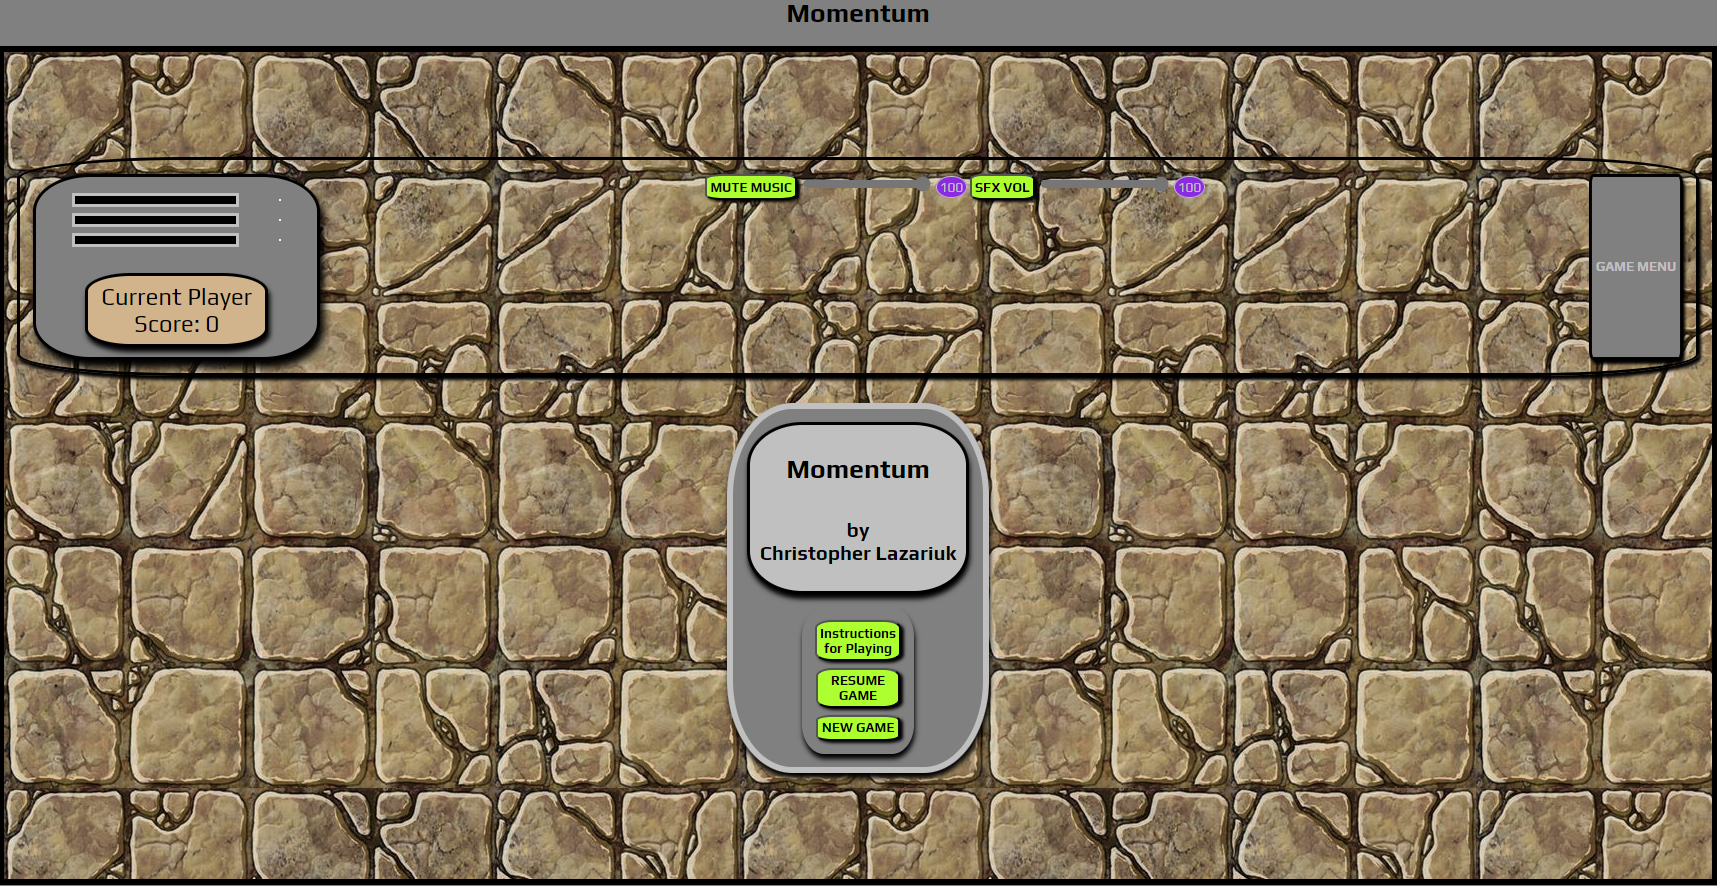 Momentum
MUTE MUSIC
100
SFX VOL
100
Current Player
Score: 0
GAME MENU
Momentum
by
Christopher Lazariuk
Instructions
for Playing
RESUME
GAME
NEW GAME